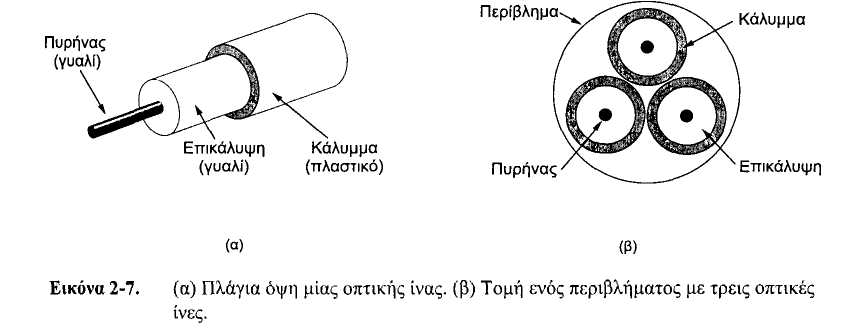 Πυρήνας
(γυαλί)
Επικάλυψη
(γυαλί)
Κάλυμμα
(πλαστικό)
(α)
Περίβλημα
Κάλυμμα
Πυρήνας
Επικάλυψη
(β)
Εικόνα 2-7. (α) Πλάγια όψη μίας οπτικής ίνας. (β) Τομή ενός περιβλήματος με τρεις οπτικές
ίνες.